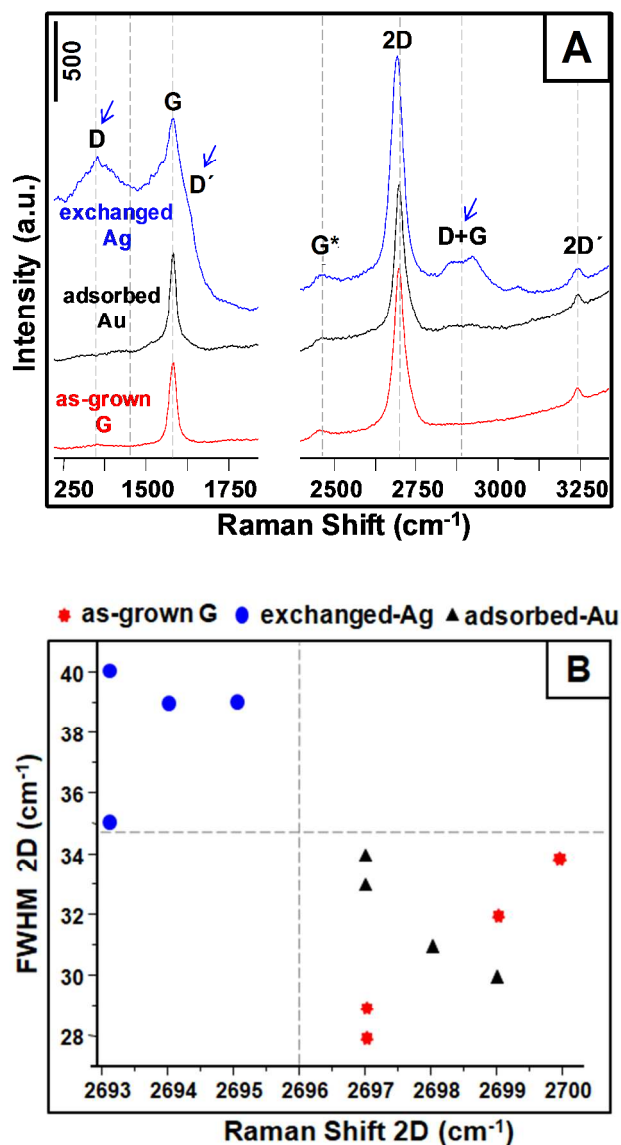 A
500
2D
G
D
D´
exchanged
Ag
G*
D+G
2D´
adsorbed
Au
as-grown
G
Intensity (a.u.)
250 1500 1750 2500 2750 3000 3250
Raman Shift (cm-1)
as-grown G exchanged-Ag adsorbed-Au
B
40
38
36
34
32
30
28
FWHM 2D (cm-1)
2693 2694 2695 2696 2697 2698 2699 2700
Raman Shift 2D (cm-1)